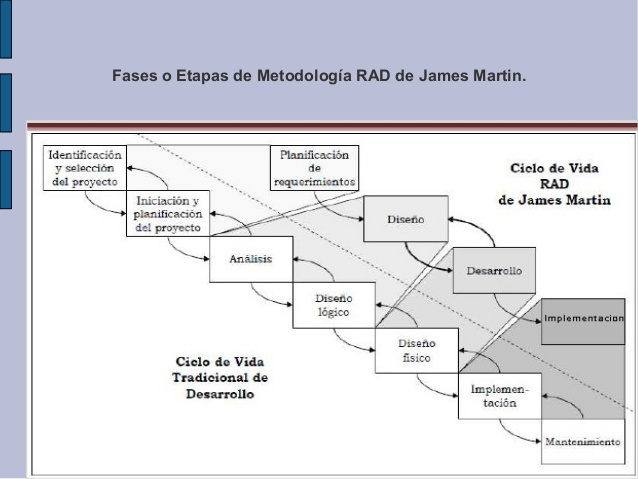 Fases o Etapas de Metodología RAD de James Martin.
Identificación
y selección
del proyecto
Planificación
de
requerimientos
Ciclo de Vida
RAD
de James Martin
Iniciación y
planificación
del proyecto
Diseño
Análisis
Desarrollo
Diseño
lógico
Implementacion
Diseño
físico
Ciclo de Vida
Tradicional de
Desarrollo
Implemen-
tación
Mantenimiento